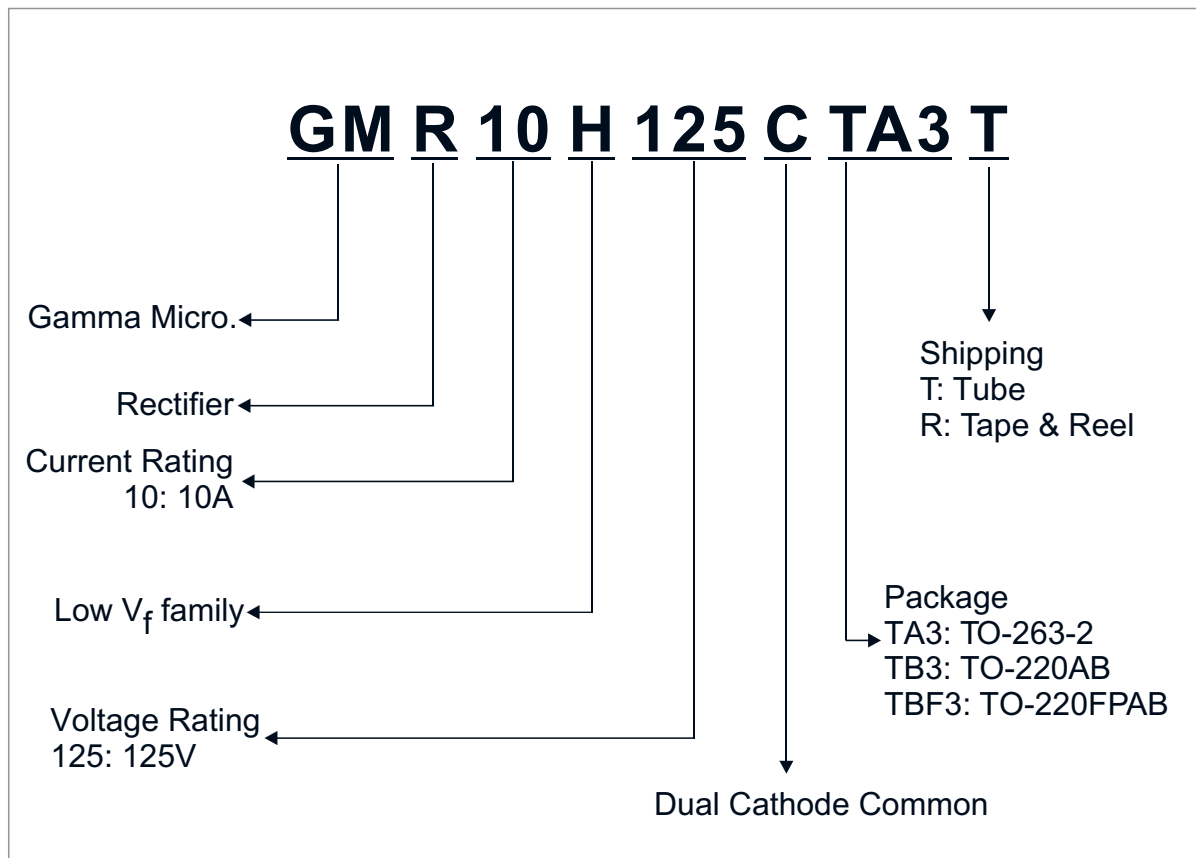 GM R 10 H 125 C TA3 T
Gamma Micro.
Rectifier
Current Rating
10: 10A
Low Vf family
Voltage Rating
125: 125V
Dual Cathode Common
Package
TA3: TO-263-2
TB3: TO-220AB
TBF3: TO-220FPAB
Shipping
T: Tube
R: Tape & Reel